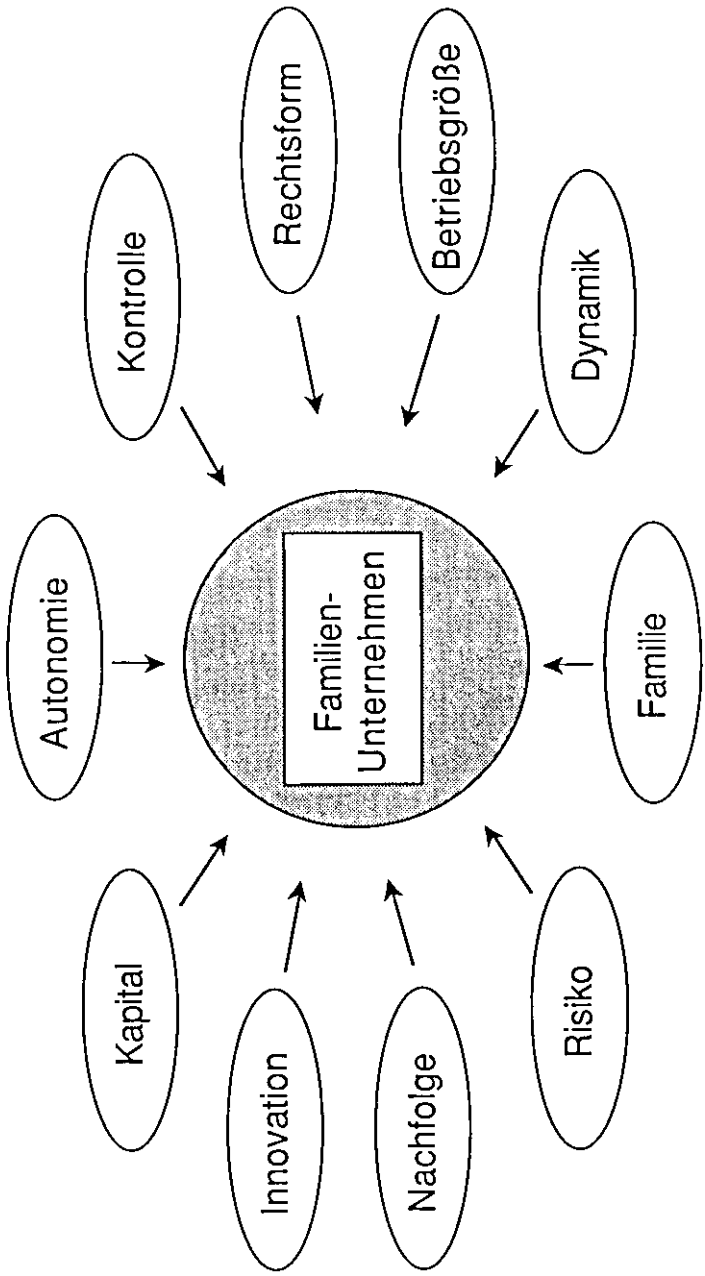 Autonomie
Kapital
Kontrolle
Innovation
Rechtsform
Familien-
Unternehmen
Nachfolge
Betriebsgröße
Risiko
Dynamik
Familie